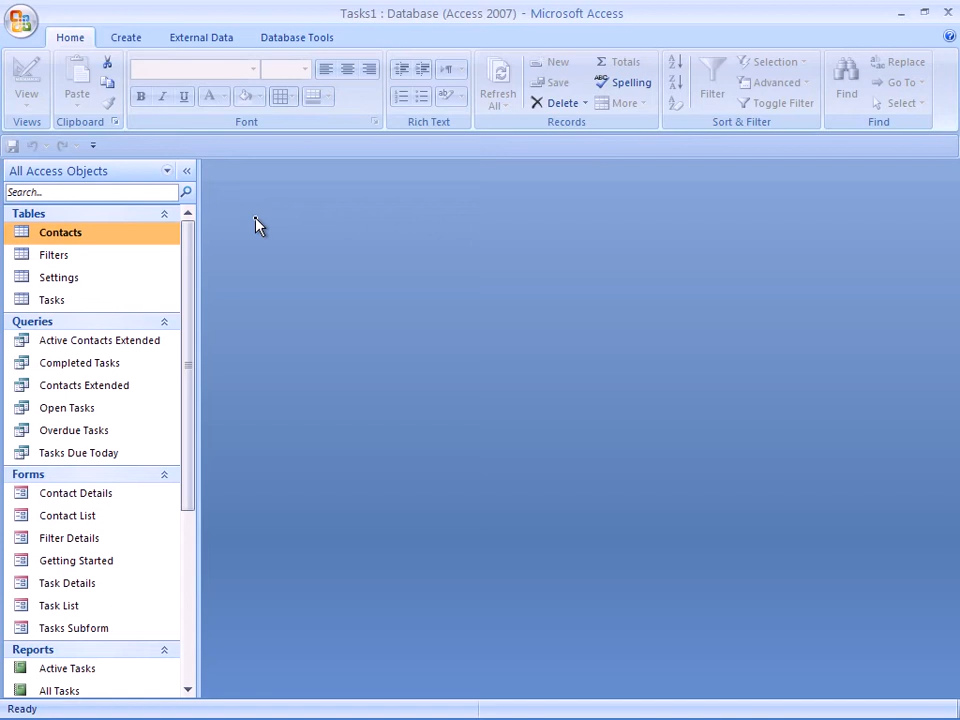 Tasks1 : Database (Access 2007) - Microsoft Access
Home Create External Data Database Tools
View Paste B I U Refresh All New Save Delete Totals Spelling More Filter Selection Advanced Toggle Filter Find Replace Go To Select
Views Clipboard Font Rich Text Records Sort & Filter Find
All Access Objects
Search...
Tables
Contacts
Filters
Settings
Tasks
Queries
Active Contacts Extended
Completed Tasks
Contacts Extended
Open Tasks
Overdue Tasks
Tasks Due Today
Forms
Contact Details
Contact List
Filter Details
Getting Started
Task Details
Task List
Tasks Subform
Reports
Active Tasks
All Tasks
Ready